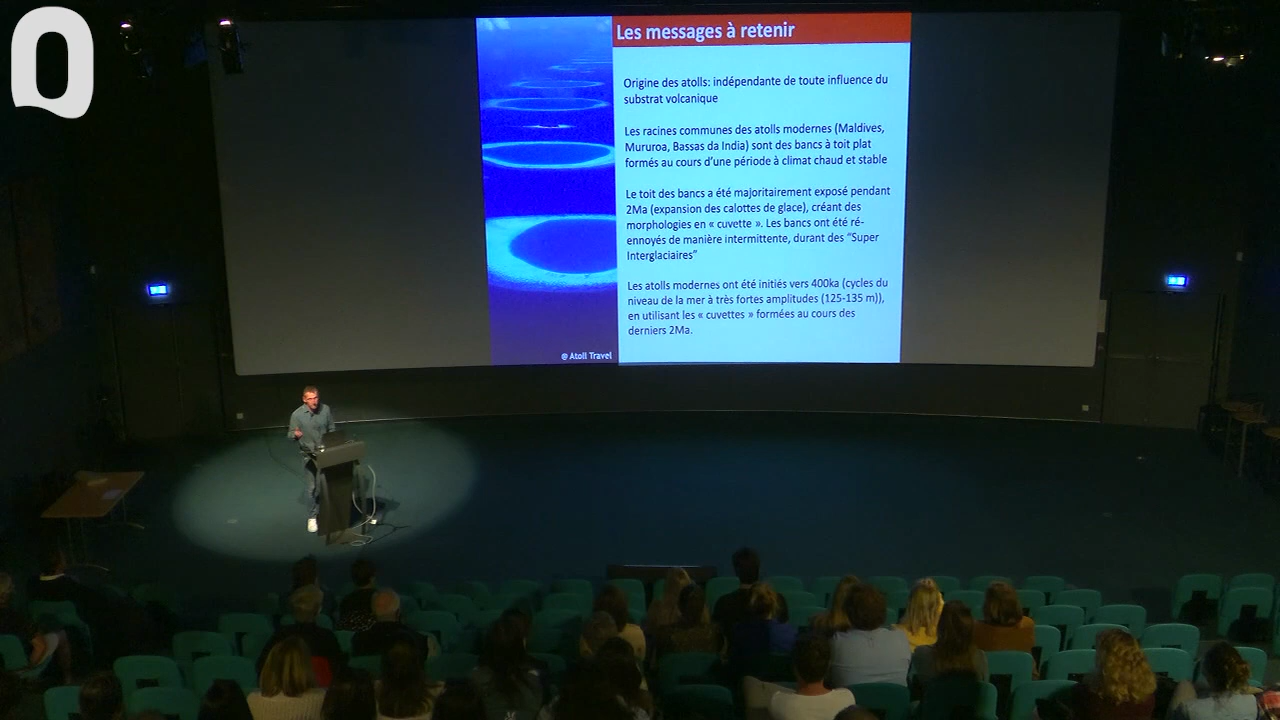 Les messages à retenir
Origine des atolls: indépendante de toute influence du
substrat volcanique
Les racines communes des atolls modernes (Maldives,
Mururoa, Bassas da India) sont des bancs à toit plat
formés au cours d'une période à climat chaud et stable
Le toit des bancs a été majoritairement exposé pendant
2Ma (expansion des calottes de glace), créant des
morphologies en « cuvette ». Les bancs ont été ré-
ennoyés de manière intermittente, durant des "Super
Interglaciaires"
Les atolls modernes ont été initiés vers 400ka (cycles du
niveau de la mer à très fortes amplitudes (125-135 m)),
en utilisant les « cuvettes » formées au cours des
derniers 2Ma.
@ Atoll Travel